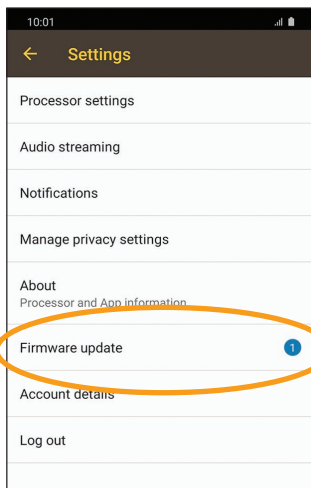 10:01
Settings
Processor settings
Audio streaming
Notifications
Manage privacy settings
About
Processor and App information
Firmware update 1
Account details
Log out